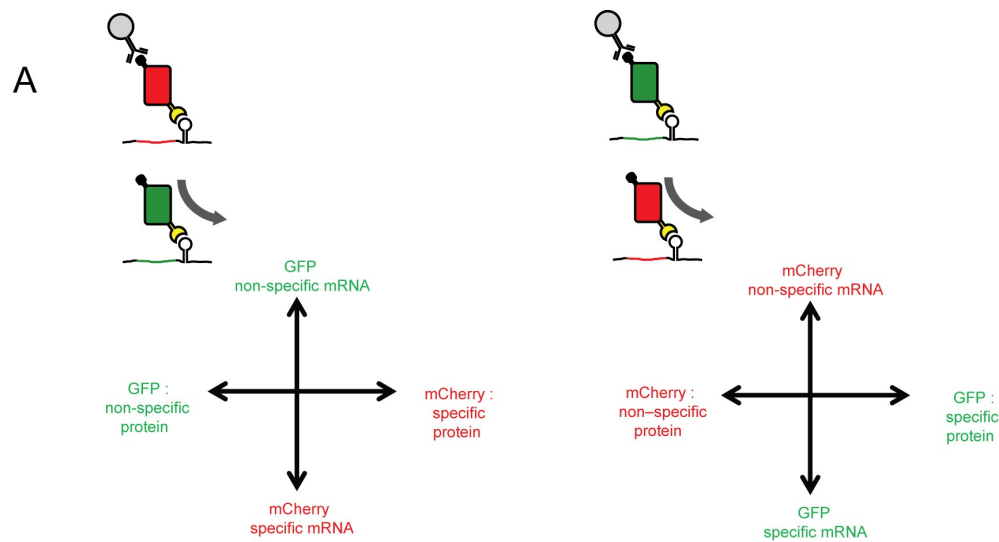 A
GFP
non-specific mRNA
GFP :
non-specific
protein
mCherry :
specific
protein
mCherry
specific mRNA
mCherry
non-specific mRNA
mCherry :
non–specific
protein
GFP :
specific
protein
GFP
specific mRNA